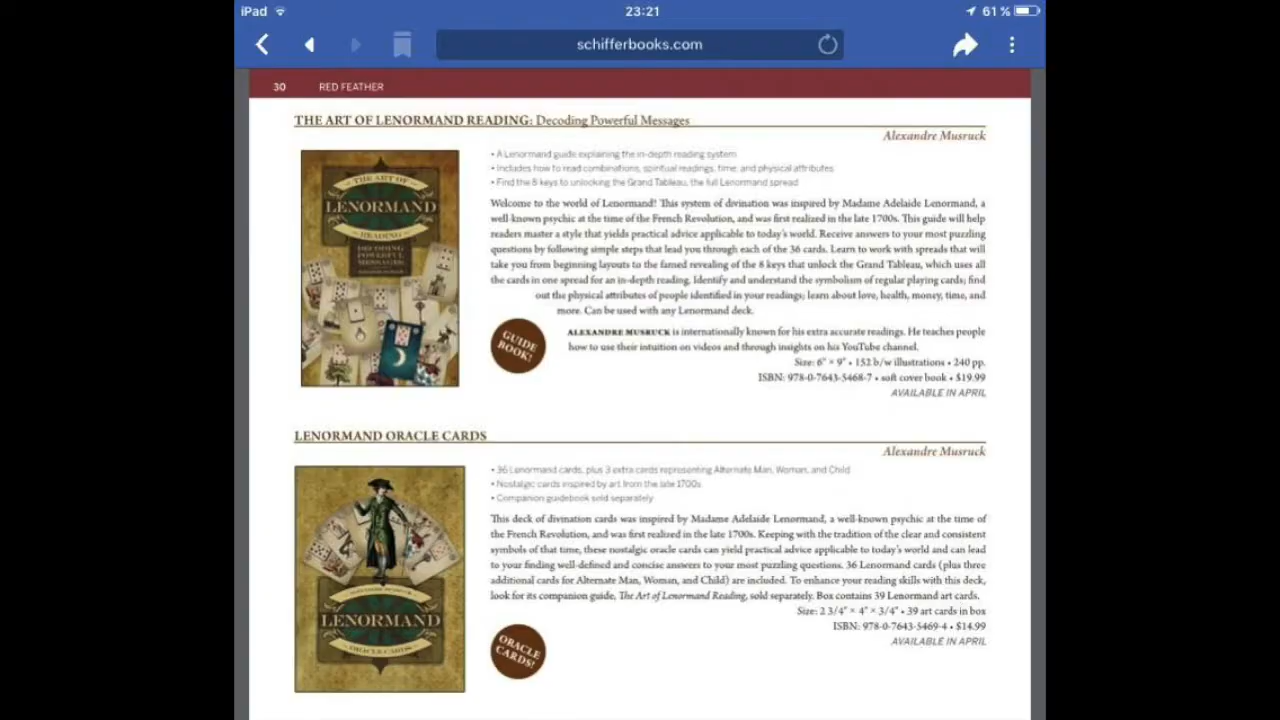 iPad
23:21
61 %
schifferbooks.com
30 RED FEATHER
THE ART OF LENORMAND READING: Decoding Powerful Messages
Alexandre Musruck
• A Lenormand guide explaining the in-depth reading system
• Includes how to read combinations, spiritual readings, time, and physical attributes
• Find the 8 keys to unlocking the Grand Tableau, the full Lenormand spread
THE ART OF
LENORMAND
READING
DECODING
POWERFUL
MESSAGES
Welcome to the world of Lenormand! This system of divination was inspired by Madame Adelaide Lenormand, a
well-known psychic at the time of the French Revolution, and was first realized in the late 1700s. This guide will help
readers master a style that yields practical advice applicable to today's world. Receive answers to your most puzzling
questions by following simple steps that lead you through each of the 36 cards. Learn to work with spreads that will
take you from beginning layouts to the famed revealing of the 8 keys that unlock the Grand Tableau, which uses all
the cards in one spread for an in-depth reading. Identify and understand the symbolism of regular playing cards; find
out the physical attributes of people identified in your readings; learn about love, health, money, time, and
more. Can be used with any Lenormand deck.
GUIDE
BOOK!
ALEXANDRE MUSRUCK is internationally known for his extra accurate readings. He teaches people
how to use their intuition on videos and through insights on his YouTube channel.
Size: 6" × 9" • 152 b/w illustrations • 240 pp.
ISBN: 978-0-7643-5468-7 • soft cover book • $19.99
AVAILABLE IN APRIL
LENORMAND ORACLE CARDS
Alexandre Musruck
• 36 Lenormand cards, plus 3 extra cards representing Alternate Man, Woman, and Child
• Nostalgic cards inspired by art from the late 1700s
• Companion guidebook sold separately
This deck of divination cards was inspired by Madame Adelaide Lenormand, a well-known psychic at the time of
the French Revolution, and was first realized in the late 1700s. Keeping with the tradition of the clear and consistent
symbols of that time, these nostalgic oracle cards can yield practical advice applicable to today's world and can lead
to your finding well-defined and concise answers to your most puzzling questions. 36 Lenormand cards (plus three
additional cards for Alternate Man, Woman, and Child) are included. To enhance your reading skills with this deck,
look for its companion guide, The Art of Lenormand Reading, sold separately. Box contains 39 Lenormand art cards.
Size: 2 3/4" × 4" × 3/4" • 39 art cards in box
ISBN: 978-0-7643-5469-4 • $14.99
AVAILABLE IN APRIL
LENORMAND
ORACLE CARDS
ORACLE
CARDS!